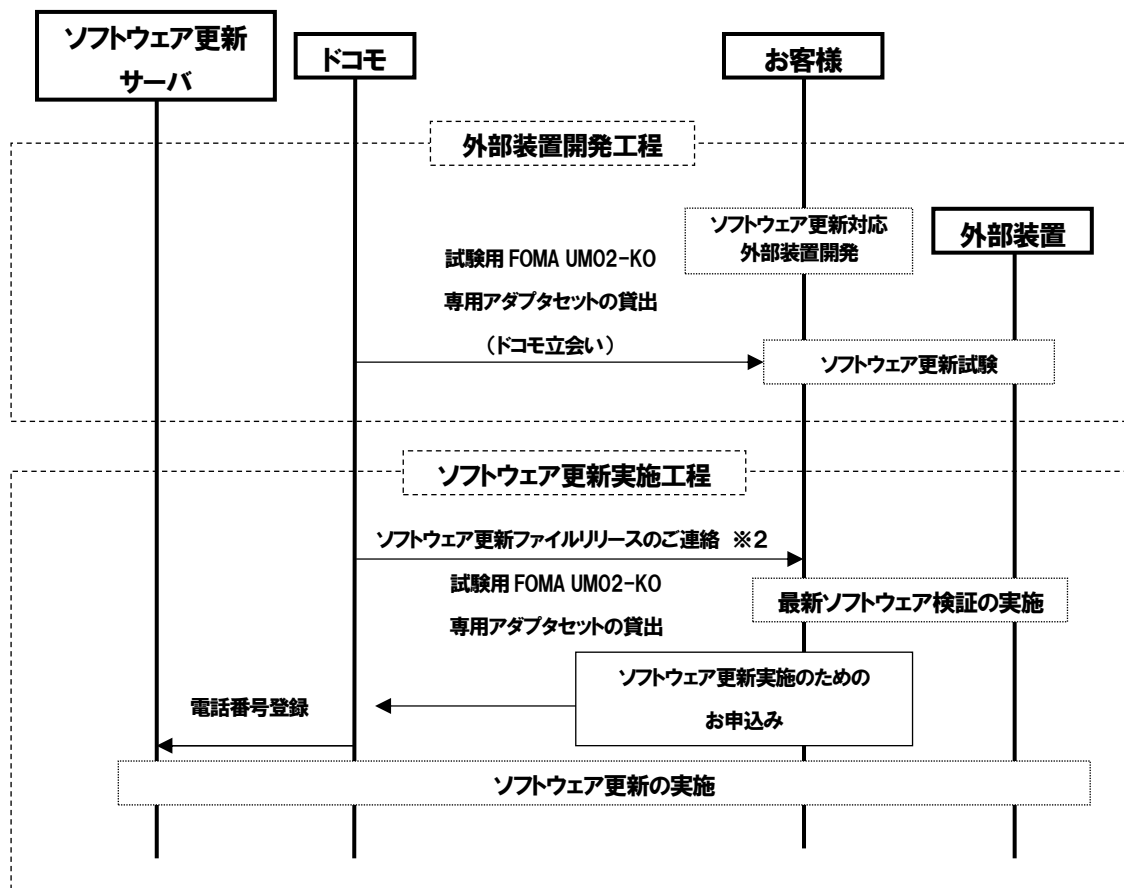 ソフトウェア更新
サーバ
ドコモ
お客様
外部装置開発工程
ソフトウェア更新対応
外部装置開発
外部装置
試験用 FOMA UM02-KO
専用アダプタセットの貸出
（ドコモ立会い）
ソフトウェア更新試験
ソフトウェア更新実施工程
ソフトウェア更新ファイルリリースのご連絡 ※2
試験用 FOMA UM02-KO
専用アダプタセットの貸出
最新ソフトウェア検証の実施
ソフトウェア更新実施のための
お申込み
電話番号登録
ソフトウェア更新の実施